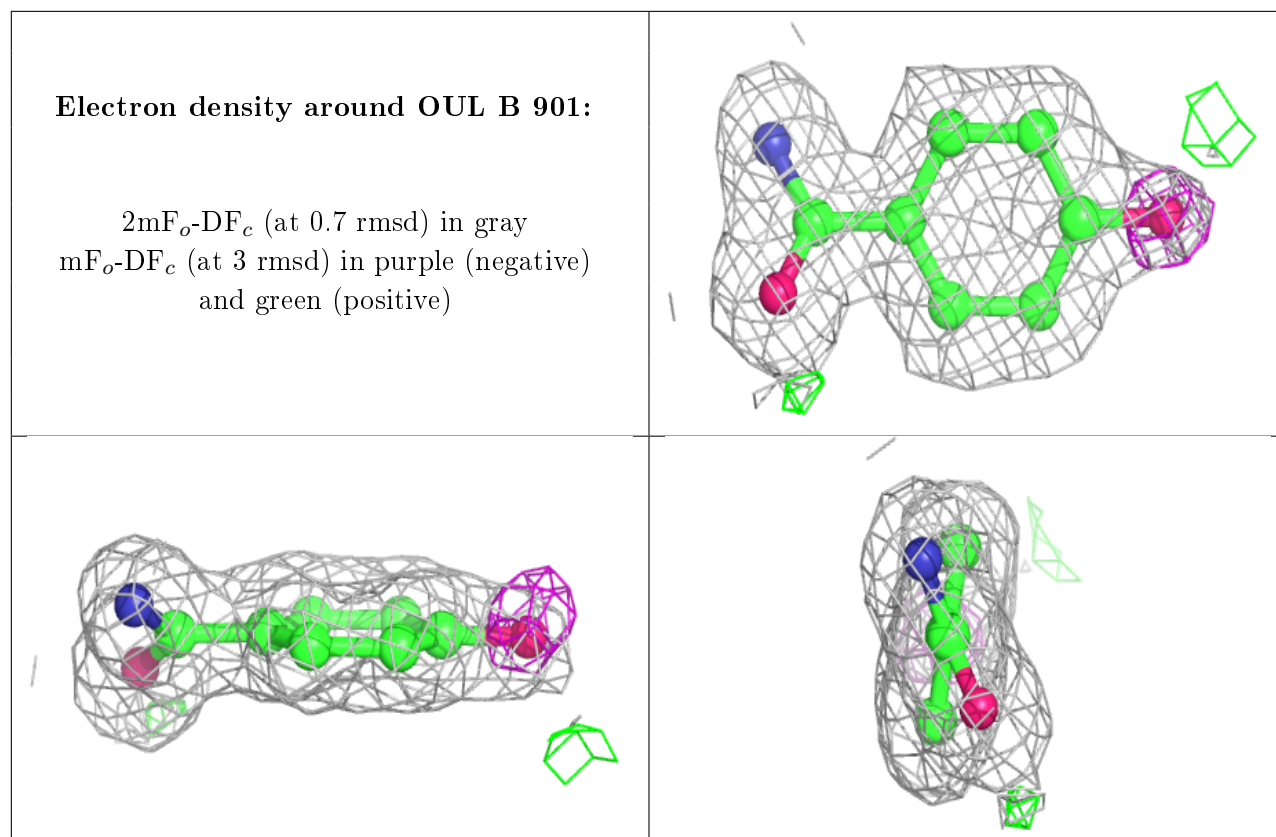 Electron density around OUL B 901:
2mFo-DFc (at 0.7 rmsd) in gray
mFo-DFc (at 3 rmsd) in purple (negative)
and green (positive)